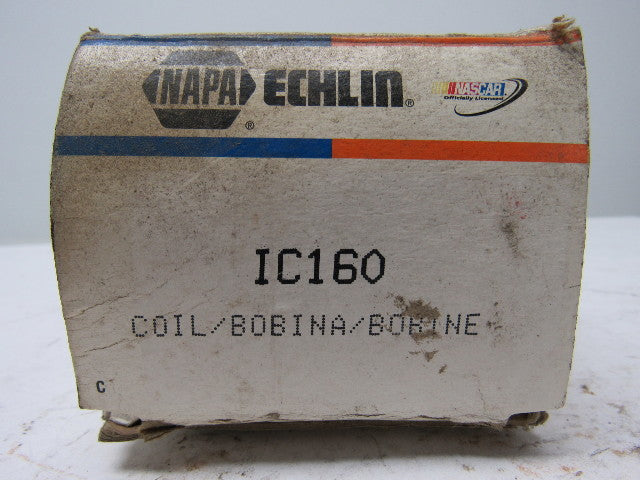 NAPA ® ECHLIN® NASCAR.
Officially Licensed
IC160
COIL/BOBINA/BOBINE
C